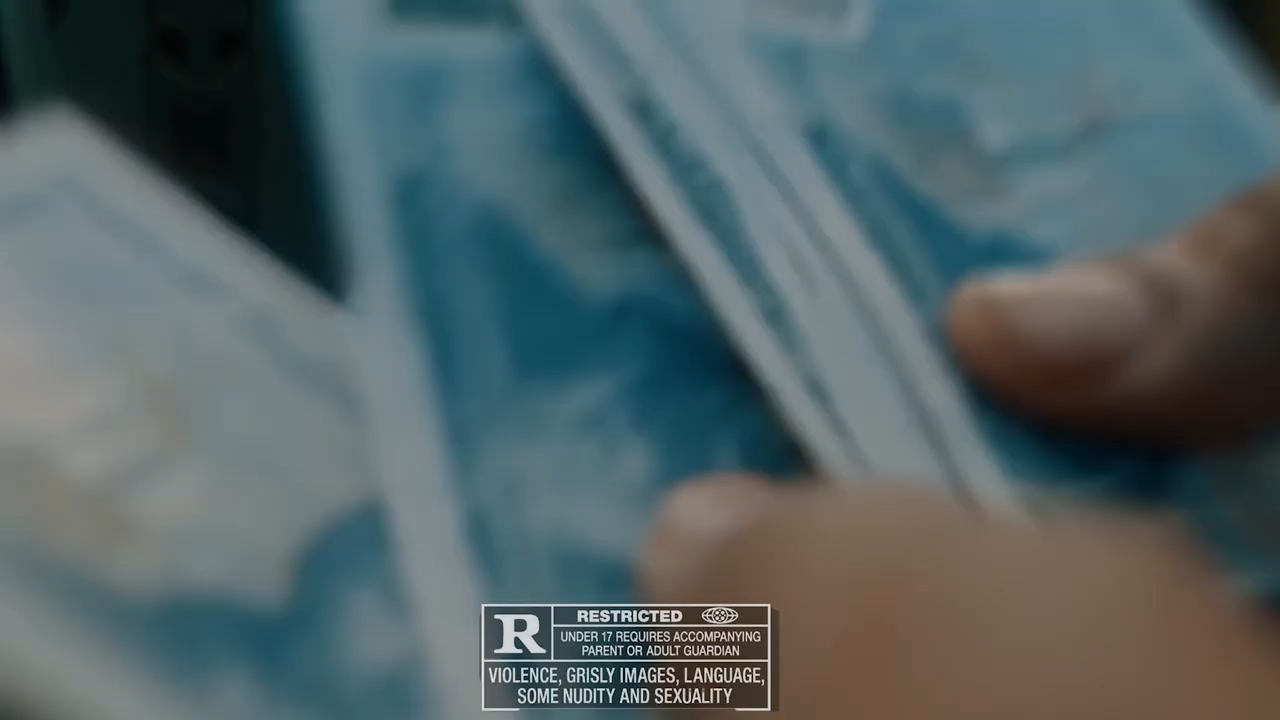 R
RESTRICTED
UNDER 17 REQUIRES ACCOMPANYING
PARENT OR ADULT GUARDIAN
VIOLENCE, GRISLY IMAGES, LANGUAGE,
SOME NUDITY AND SEXUALITY